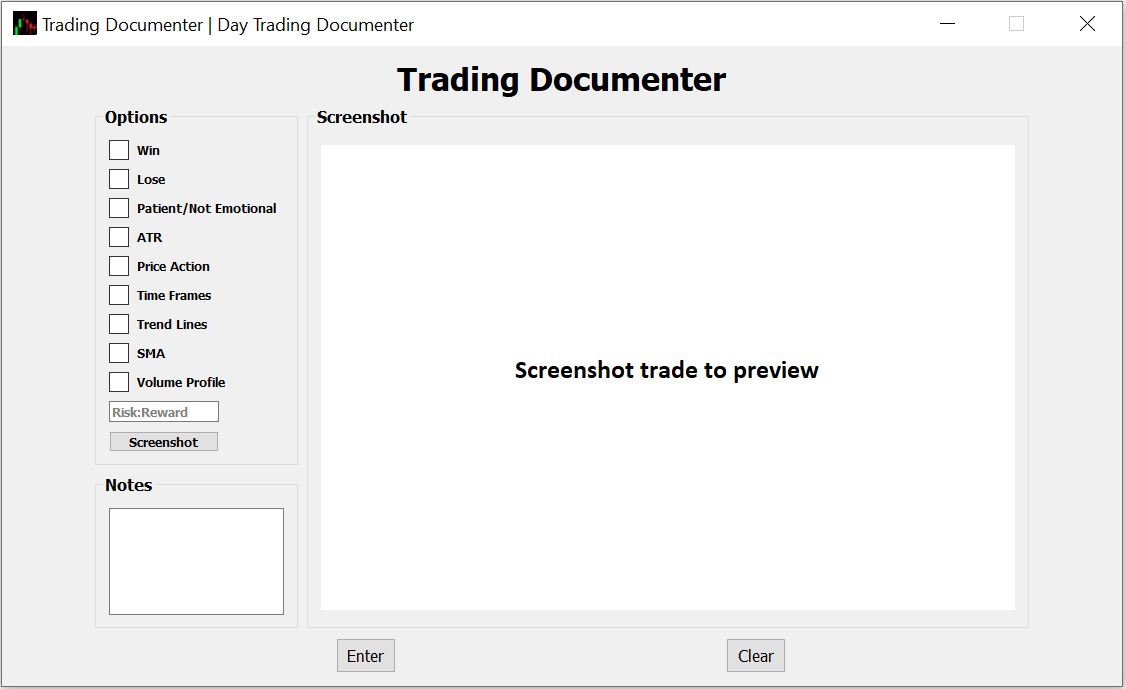 Trading Documenter | Day Trading Documenter
Trading Documenter
Options
Win
Lose
Patient/Not Emotional
ATR
Price Action
Time Frames
Trend Lines
SMA
Volume Profile
Risk:Reward
Screenshot
Notes
Screenshot
Screenshot trade to preview
Enter
Clear